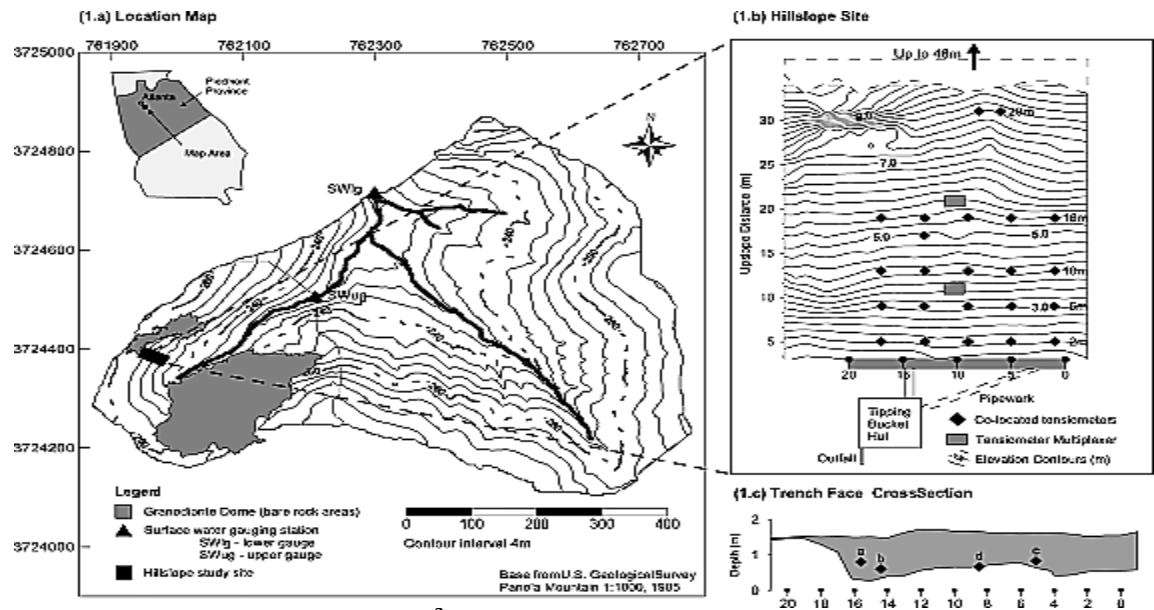 (1.a) Location Map
761900 762100 762300 762500 762700
3725000
3724800
3724600
3724400
3724200
3724000
Piedmont
Province
Atlanta
Map Area
N
SWlg
SWup
Legend
Granodiorite Dome (bare rock areas)
Surface water gauging station
SWlg - lower gauge
SWug - upper gauge
Hillslope study site
0 100 200 300 400
Contour interval 4m
Base from U.S. Geological Survey
Panola Mountain 1:1000, 1985
(1.b) Hillslope Site
Up to 46m
Upslope Distance (m)
30
25
20
15
10
5
7.0
5.0 5.0
3.0
16m
10m
2m
20 15 10 5 0
Tipping
Bucket
Hut
Outfall
Pipework
Co-located tensiometers
Tensiometer Multiplexer
Elevation Contours (m)
(1.c) Trench Face CrossSection
Depth (m)
2
1
0
a b d c
20 18 16 14 12 10 8 6 4 2 0